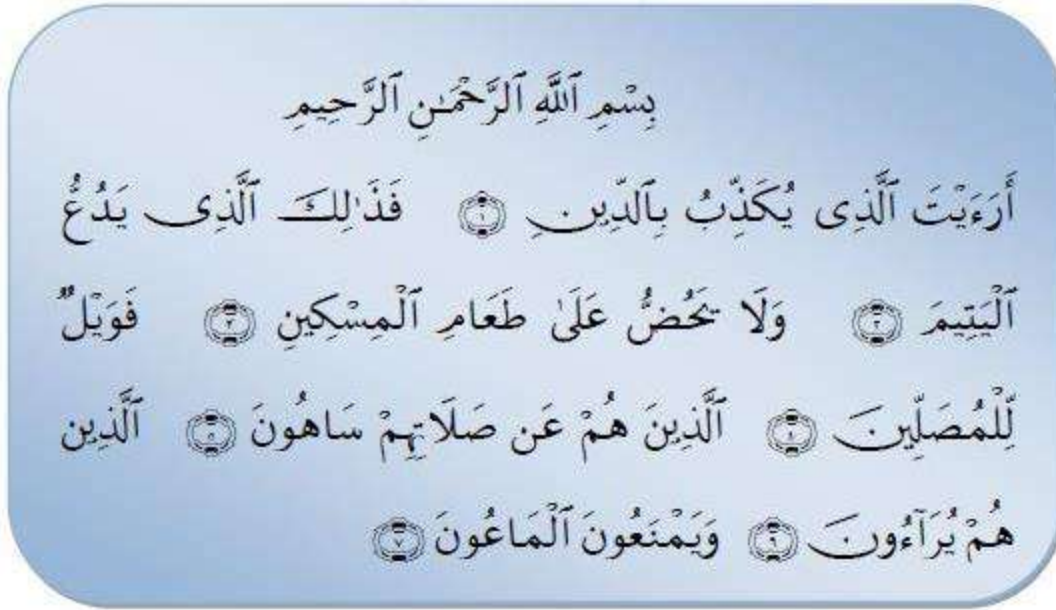 بِسْمِ ٱللَّهِ ٱلرَّحْمَـٰنِ ٱلرَّحِيمِ
أَرَءَيْتَ ٱلَّذِى يُكَذِّبُ بِٱلدِّينِ ١ فَذَٰلِكَ ٱلَّذِى يَدُعُّ
ٱلْيَتِيمَ ٢ وَلَا يَحُضُّ عَلَىٰ طَعَامِ ٱلْمِسْكِينِ ٣ فَوَيْلٌ
لِّلْمُصَلِّينَ ٤ ٱلَّذِينَ هُمْ عَن صَلَاتِهِمْ سَاهُونَ ٥ ٱلَّذِين
هُمْ يُرَآءُونَ ٦ وَيَمْنَعُونَ ٱلْمَاعُونَ ٧